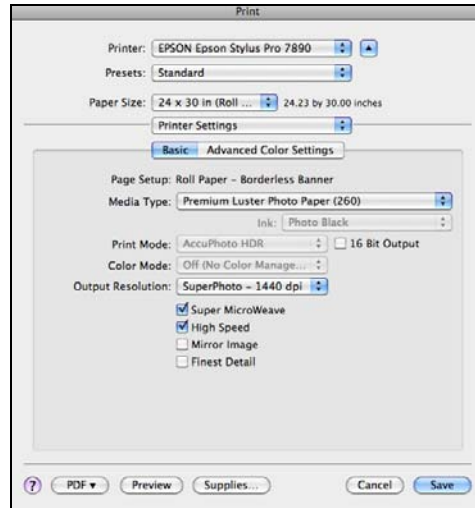 Print
Printer: EPSON Epson Stylus Pro 7890
Presets: Standard
Paper Size: 24 x 30 in (Roll ... 24.23 by 30.00 inches
Printer Settings
Basic Advanced Color Settings
Page Setup: Roll Paper - Borderless Banner
Media Type: Premium Luster Photo Paper (260)
Ink: Photo Black
Print Mode: AccuPhoto HDR 16 Bit Output
Color Mode: Off (No Color Manage...
Output Resolution: SuperPhoto - 1440 dpi
Super MicroWeave
High Speed
Mirror Image
Finest Detail
? PDF Preview Supplies... Cancel Save